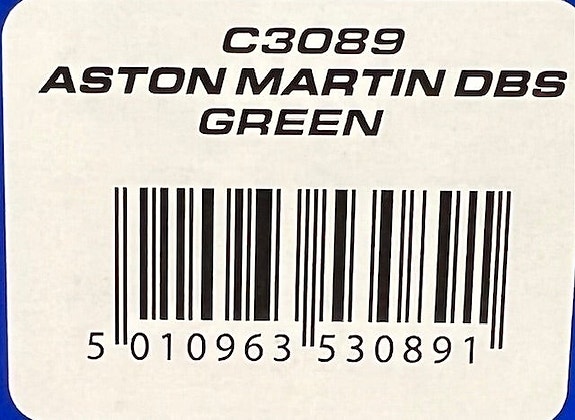 C3089
ASTON MARTIN DBS
GREEN
5 010963 530891